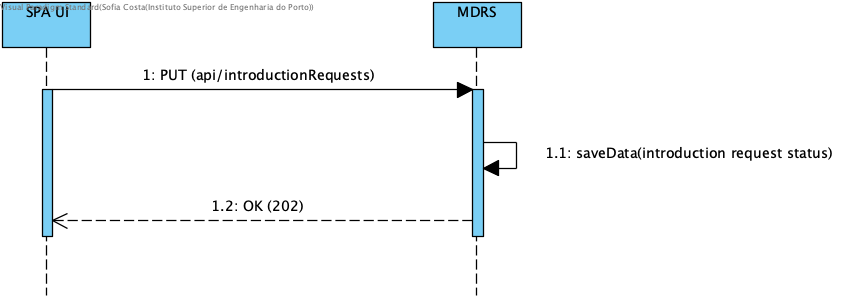 Visual Paradigm Standard(Sofia Costa(Instituto Superior de Engenharia do Porto))
SPA UI
MDRS
1: PUT (api/introductionRequests)
1.1: saveData(introduction request status)
1.2: OK (202)